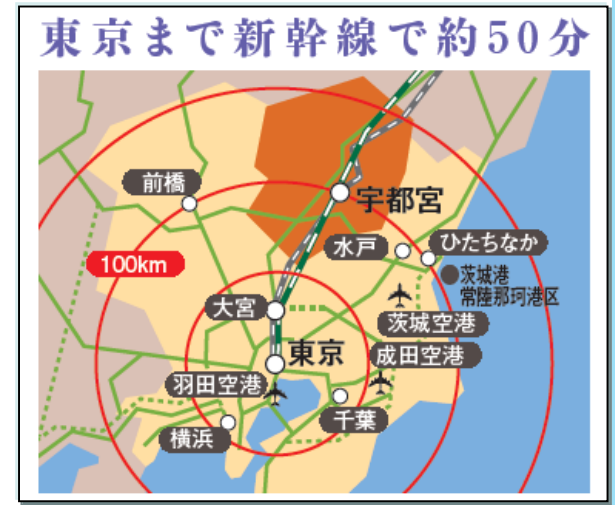 東京まで新幹線で約50分
前橋
宇都宮
水戸
ひたちなか
100km
茨城港
常陸那珂港区
大宮
茨城空港
東京
成田空港
羽田空港
千葉
横浜